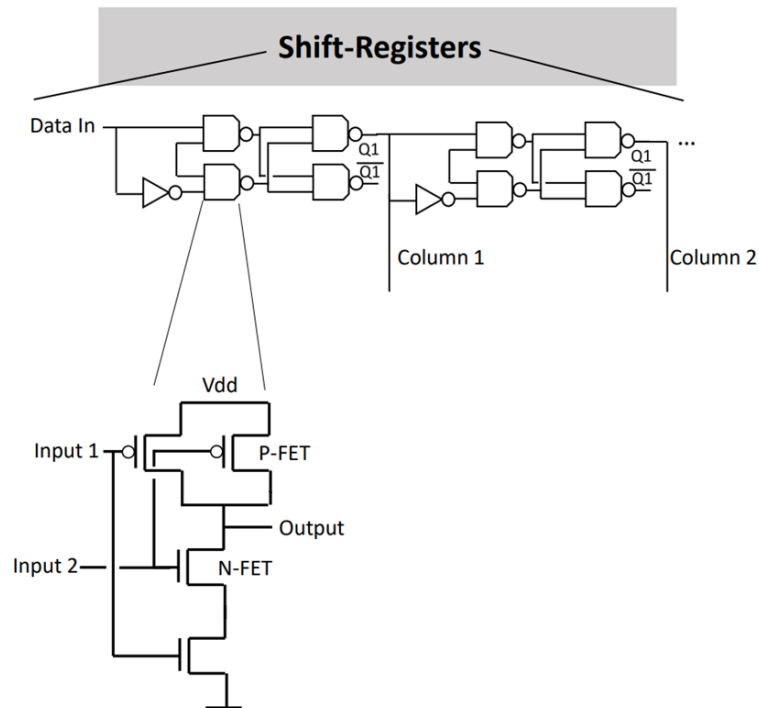 Shift-Registers
Data In
Q1
Q1
Q1
Q1
...
Column 1
Column 2
Vdd
Input 1
P-FET
Output
Input 2
N-FET